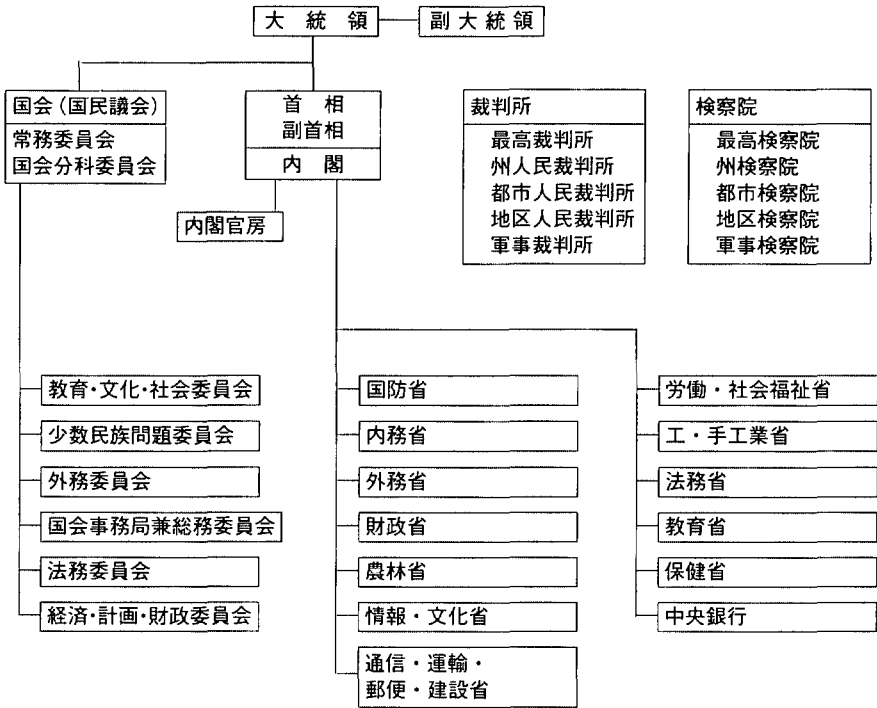 大統領
副大統領
国会(国民議会)
常務委員会
国会分科委員会
首相
副首相
内閣
内閣官房
裁判所
最高裁判所
州人民裁判所
都市人民裁判所
地区人民裁判所
軍事裁判所
検察院
最高検察院
州検察院
都市検察院
地区検察院
軍事検察院
教育・文化・社会委員会
少数民族問題委員会
外務委員会
国会事務局兼総務委員会
法務委員会
経済・計画・財政委員会
国防省
内務省
外務省
財政省
農林省
情報・文化省
通信・運輸・
郵便・建設省
労働・社会福祉省
工・手工業省
法務省
教育省
保健省
中央銀行